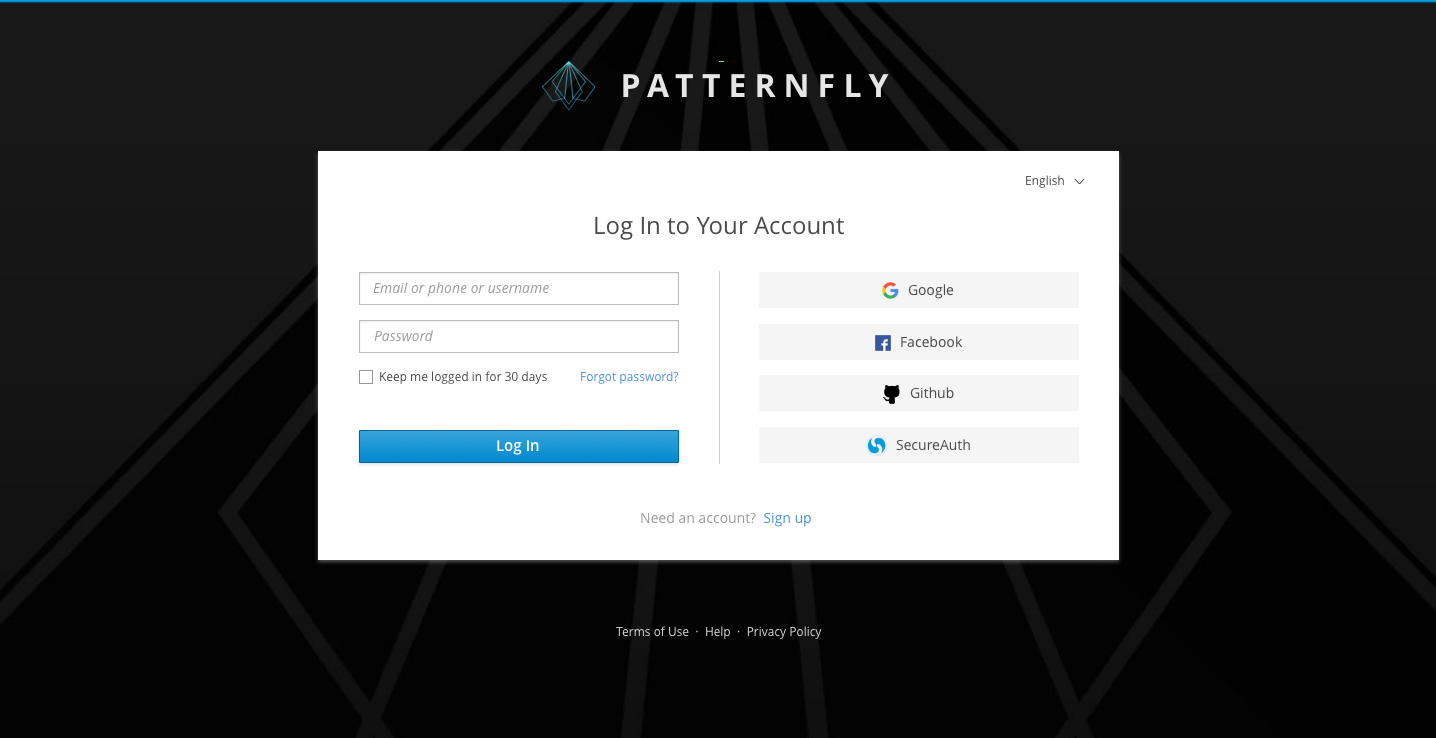 PATTERNFLY
English
Log In to Your Account
Email or phone or username
Password
Keep me logged in for 30 days
Forgot password?
Log In
Google
Facebook
Github
SecureAuth
Need an account? Sign up
Terms of Use · Help · Privacy Policy